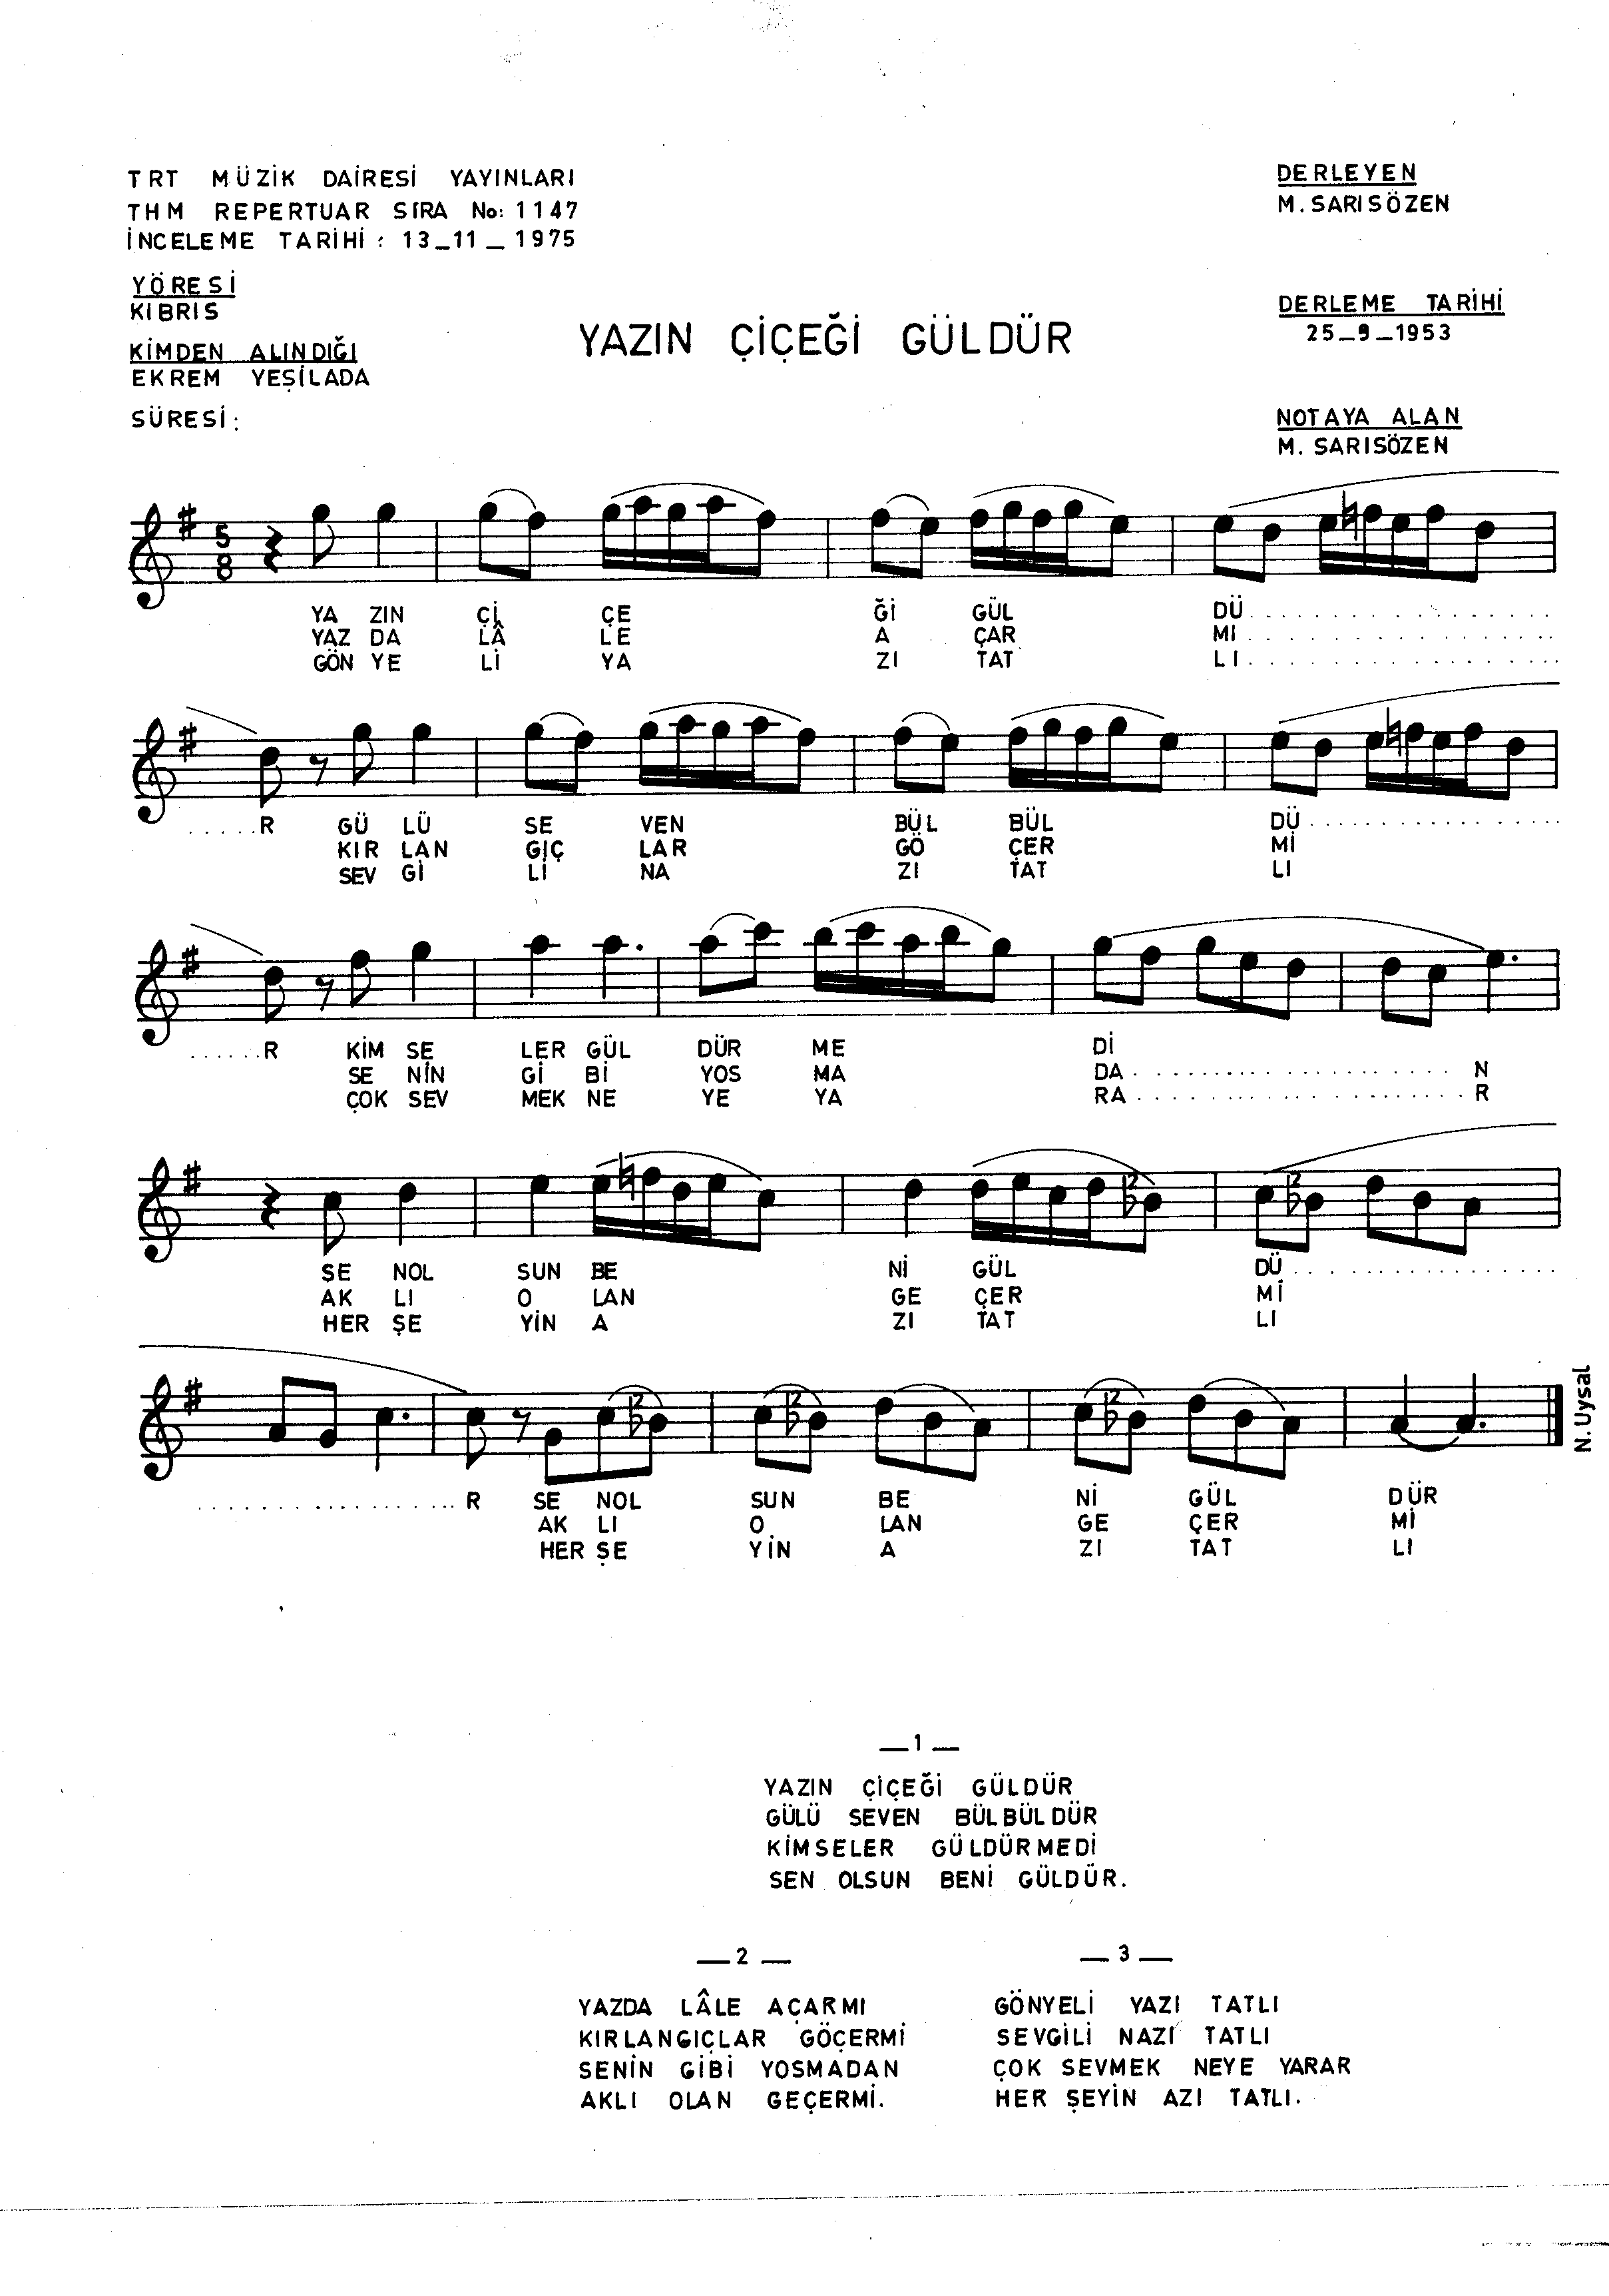 TRT MÜZİK DAİRESİ YAYINLARI
THM REPERTUAR SIRA No: 1147
İNCELEME TARİHİ : 13_11_1975
YÖRESİ
KIBRIS
KİMDEN ALINDIĞI
EKREM YEŞİLADA
SÜRESİ:
YAZIN ÇİÇEĞİ GÜLDÜR
DERLEYEN
M. SARISÖZEN
DERLEME TARİHİ
25_9_1953
NOTAYA ALAN
M. SARISÖZEN
5
8
YA ZIN Çİ ÇE Ğİ GÜL DÜ
YAZ DA LÂ LE A ÇAR MI
GÖN YE Lİ YA ZI TAT LI
R GÜ LÜ SE VEN BÜL BÜL DÜ
KIR LAN GIÇ LAR GÖ ÇER Mİ
SEV Gİ Lİ NA ZI TAT LI
R KİM SE LER GÜL DÜR ME Dİ
SE NİN Gİ Bİ YOS MA DA N
ÇOK SEV MEK NE YE YA RA R
SE NOL SUN BE Nİ GÜL DÜ
AK LI O LAN GE ÇER Mİ
HER ŞE YİN A ZI TAT LI
R SE NOL SUN BE Nİ GÜL DÜR
AK LI O LAN GE ÇER Mİ
HER ŞE YİN A ZI TAT LI
N. Uysal
_1_
YAZIN ÇİÇEĞİ GÜLDÜR
GÜLÜ SEVEN BÜLBÜLDÜR
KİMSELER GÜLDÜRMEDİ
SEN OLSUN BENİ GÜLDÜR.
_2_
YAZDA LÂLE AÇARMI
KIRLANGIÇLAR GÖÇERMİ
SENİN GİBİ YOSMADAN
AKLI OLAN GEÇERMİ.
_3_
GÖNYELİ YAZI TATLI
SEVGİLİ NAZI TATLI
ÇOK SEVMEK NEYE YARAR
HER ŞEYİN AZI TATLI.